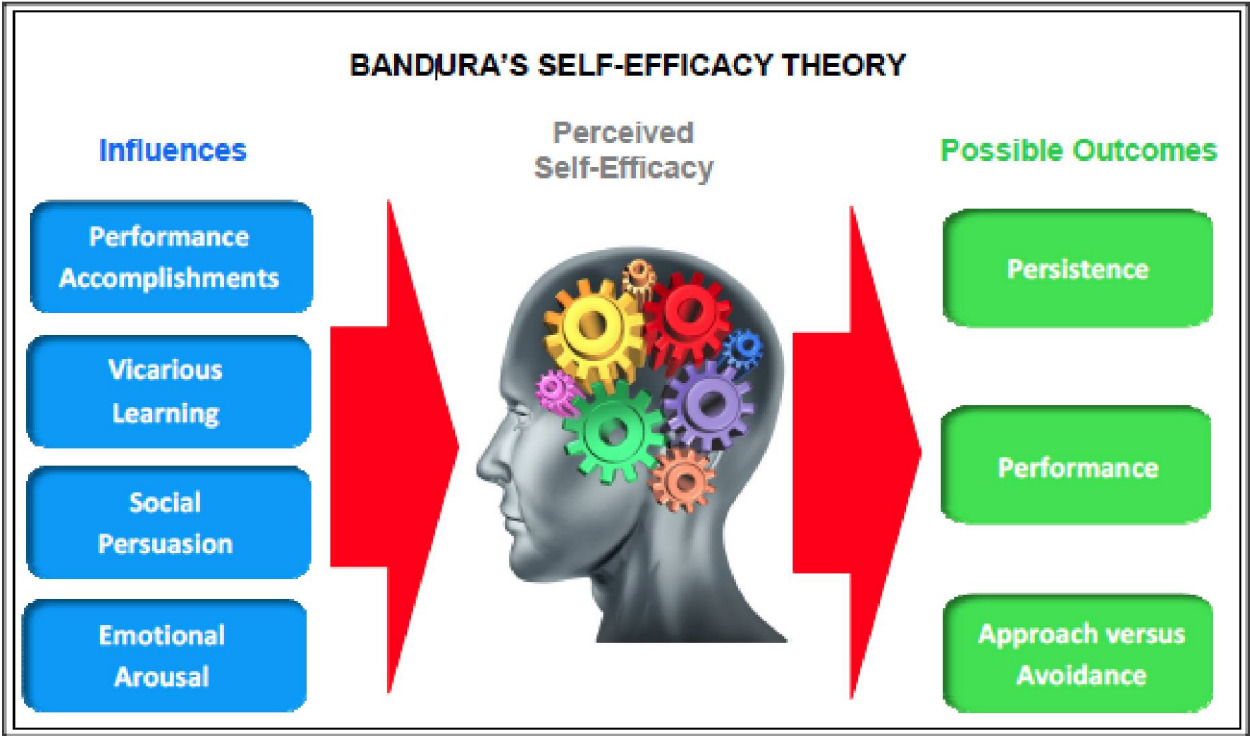 BANDURA'S SELF-EFFICACY THEORY
Influences
Performance
Accomplishments
Vicarious
Learning
Social
Persuasion
Emotional
Arousal
Perceived
Self-Efficacy
Possible Outcomes
Persistence
Performance
Approach versus
Avoidance